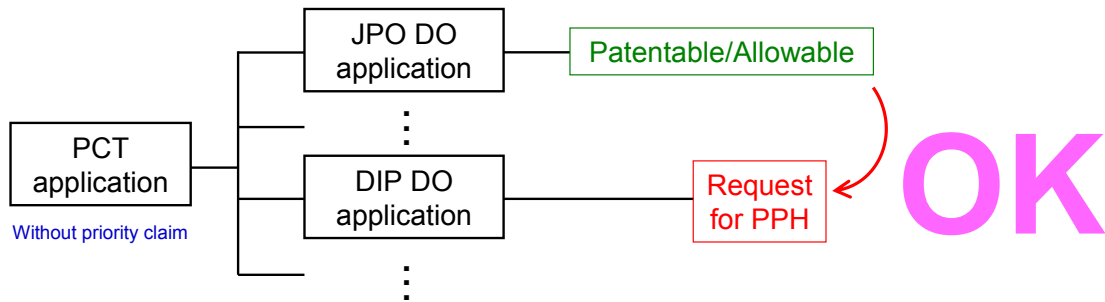 JPO DO
application
Patentable/Allowable
PCT
application
Without priority claim
DIP DO
application
Request
for PPH
OK